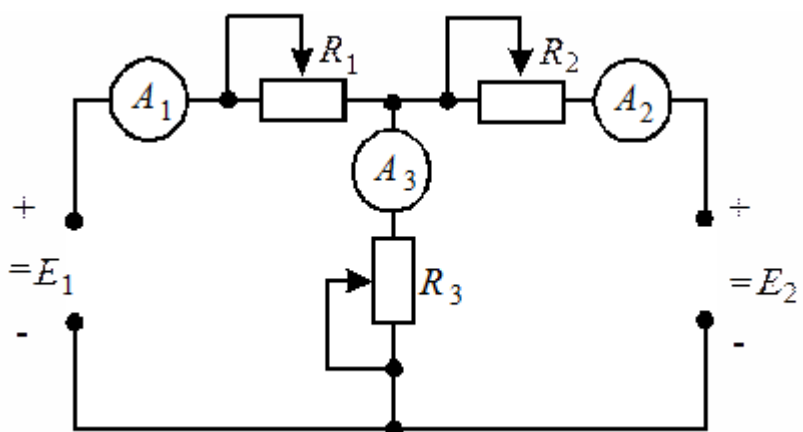 R₁ R₂
A₁ A₂
A₃
+ +
=E₁ R₃ =E₂
- -